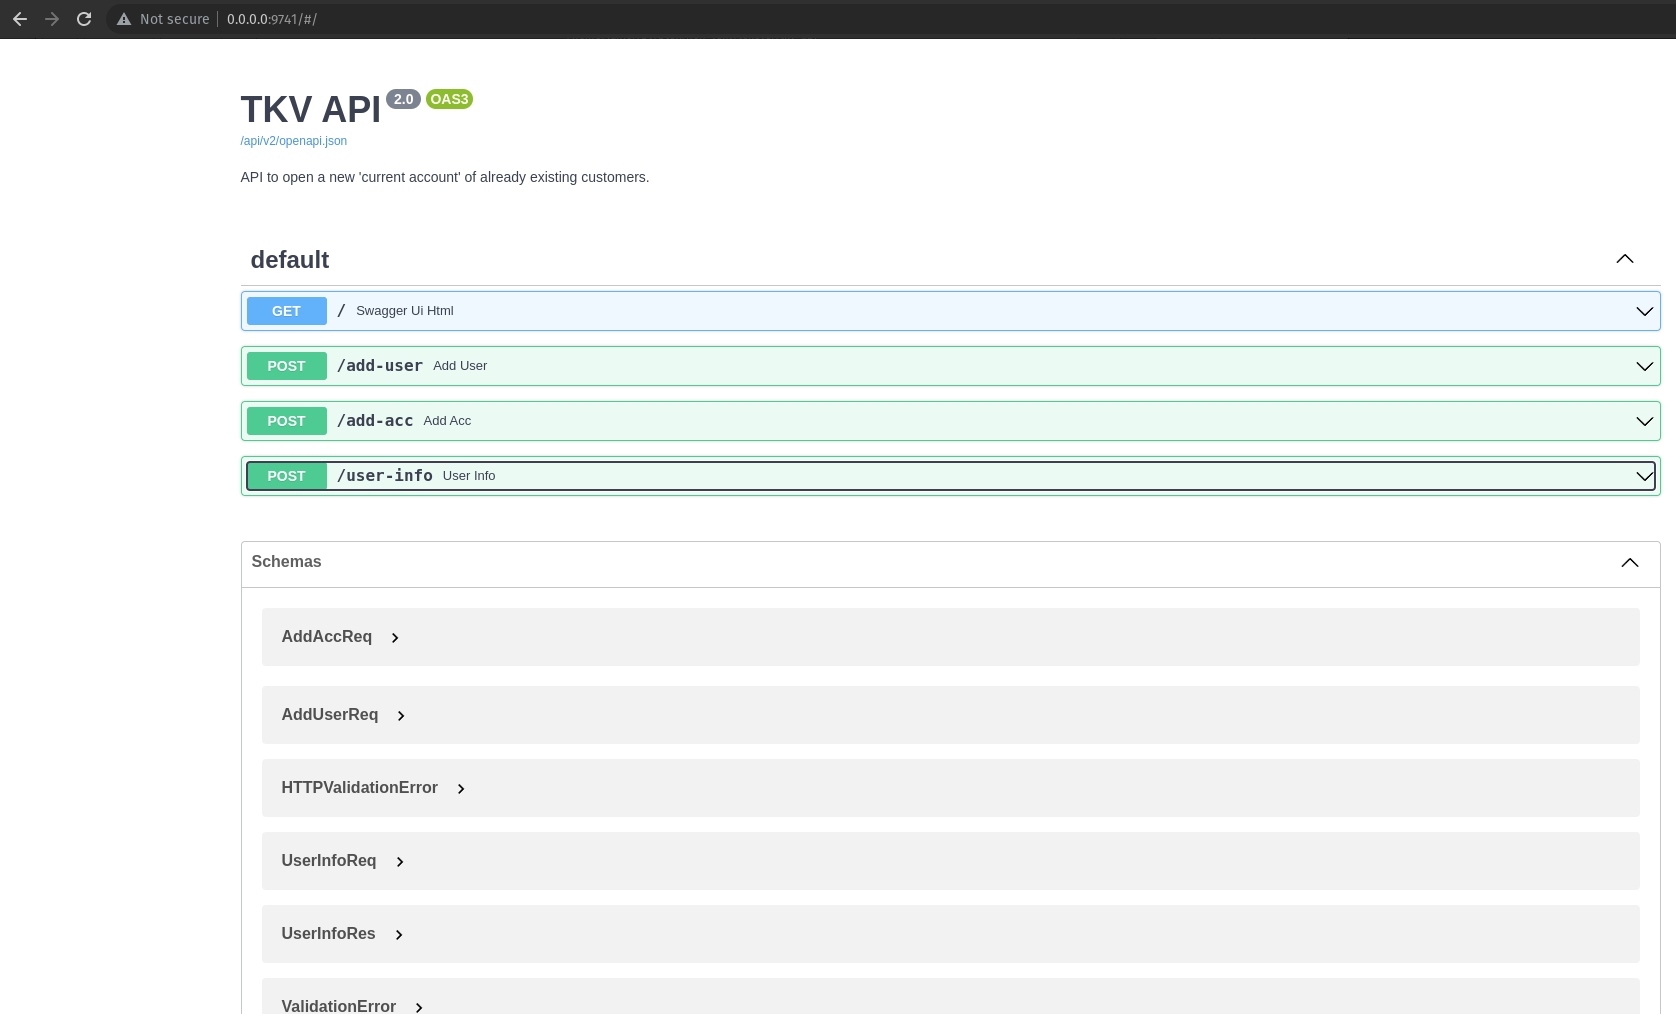 Not secure 0.0.0.0:9741/#/
TKV API 2.0 OAS3
/api/v2/openapi.json
API to open a new 'current account' of already existing customers.
default
GET / Swagger Ui Html
POST /add-user Add User
POST /add-acc Add Acc
POST /user-info User Info
Schemas
AddAccReq
AddUserReq
HTTPValidationError
UserInfoReq
UserInfoRes
ValidationError